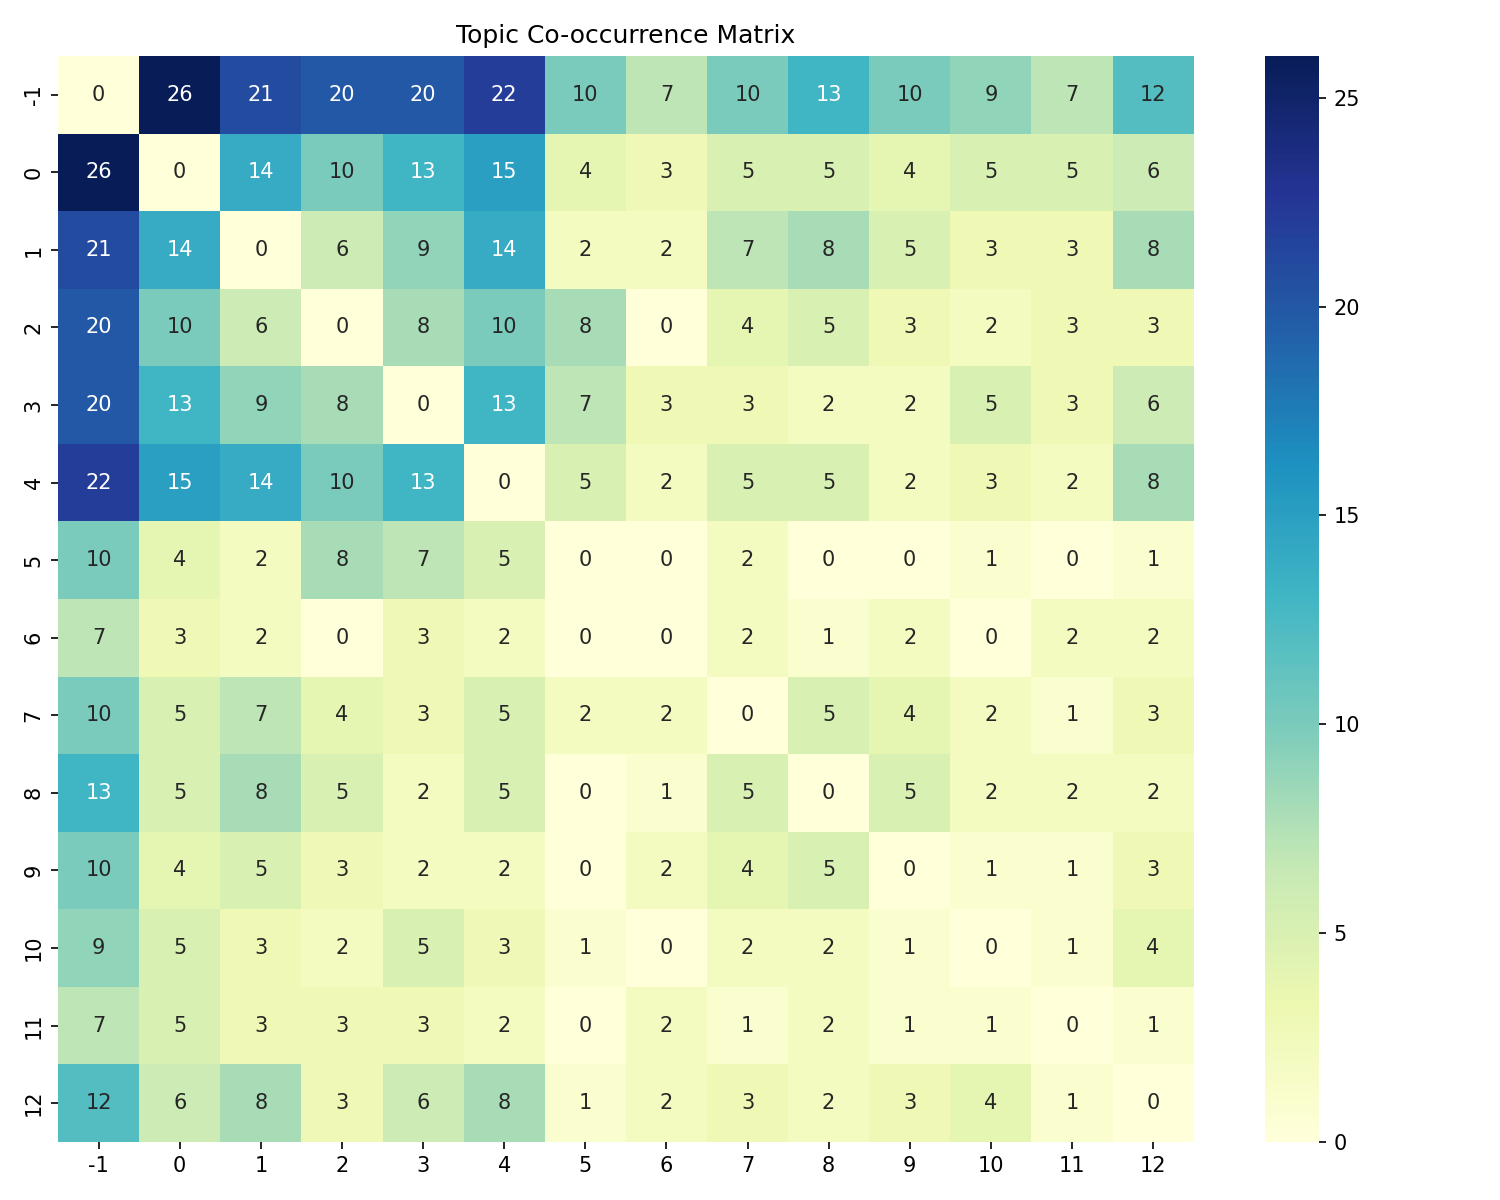 Topic Co-occurrence Matrix
-1 0 26 21 20 20 22 10 7 10 13 10 9 7 12
0 26 0 14 10 13 15 4 3 5 5 4 5 5 6
1 21 14 0 6 9 14 2 2 7 8 5 3 3 8
2 20 10 6 0 8 10 8 0 4 5 3 2 3 3
3 20 13 9 8 0 13 7 3 3 2 2 5 3 6
4 22 15 14 10 13 0 5 2 5 5 2 3 2 8
5 10 4 2 8 7 5 0 0 2 0 0 1 0 1
6 7 3 2 0 3 2 0 0 2 1 2 0 2 2
7 10 5 7 4 3 5 2 2 0 5 4 2 1 3
8 13 5 8 5 2 5 0 1 5 0 5 2 2 2
9 10 4 5 3 2 2 0 2 4 5 0 1 1 3
10 9 5 3 2 5 3 1 0 2 2 1 0 1 4
11 7 5 3 3 3 2 0 2 1 2 1 1 0 1
12 12 6 8 3 6 8 1 2 3 2 3 4 1 0
-1 0 1 2 3 4 5 6 7 8 9 10 11 12
25
20
15
10
5
0